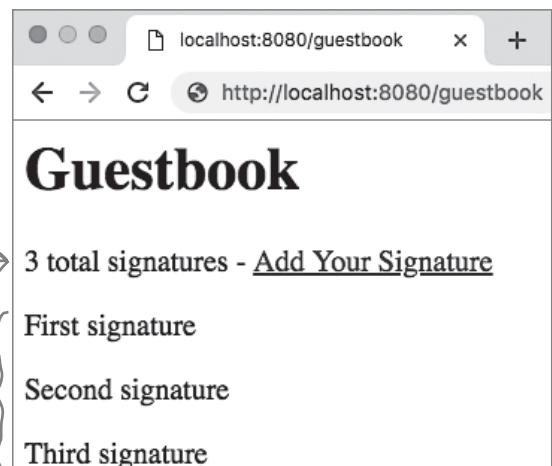 localhost:8080/guestbook
http://localhost:8080/guestbook
Guestbook
3 total signatures - Add Your Signature
First signature
Second signature
Third signature